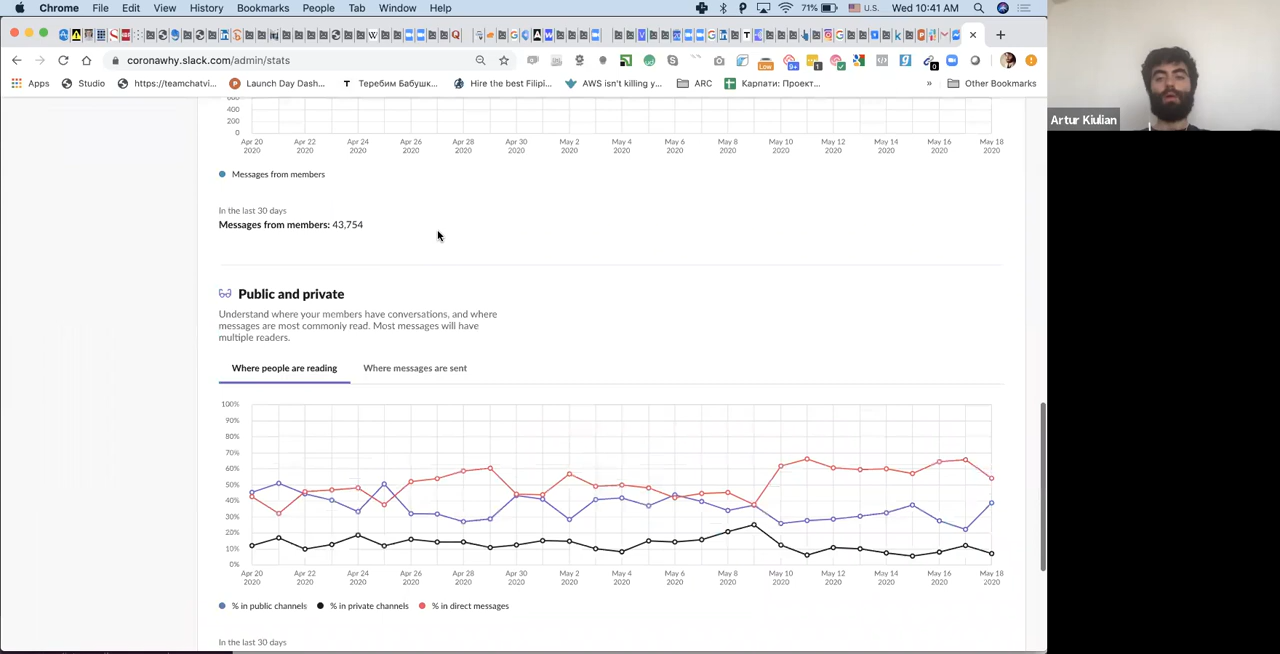 Chrome File Edit View History Bookmarks People Tab Window Help 71% U.S. Wed 10:41 AM
coronawhy.slack.com/admin/stats
Apps Studio https://teamchatvi... Launch Day Dash... Теребим Бабушк... Hire the best Filipi... AWS isn't killing y... ARC Карпати: Проект... » Other Bookmarks
Artur Kiulian
600
400
200
0
Apr 20 2020 Apr 22 2020 Apr 24 2020 Apr 26 2020 Apr 28 2020 Apr 30 2020 May 2 2020 May 4 2020 May 6 2020 May 8 2020 May 10 2020 May 12 2020 May 14 2020 May 16 2020 May 18 2020
Messages from members
In the last 30 days
Messages from members: 43,754
Public and private
Understand where your members have conversations, and where
messages are most commonly read. Most messages will have
multiple readers.
Where people are reading Where messages are sent
100%
90%
80%
70%
60%
50%
40%
30%
20%
10%
0%
Apr 20 2020 Apr 22 2020 Apr 24 2020 Apr 26 2020 Apr 28 2020 Apr 30 2020 May 2 2020 May 4 2020 May 6 2020 May 8 2020 May 10 2020 May 12 2020 May 14 2020 May 16 2020 May 18 2020
% in public channels % in private channels % in direct messages
In the last 30 days